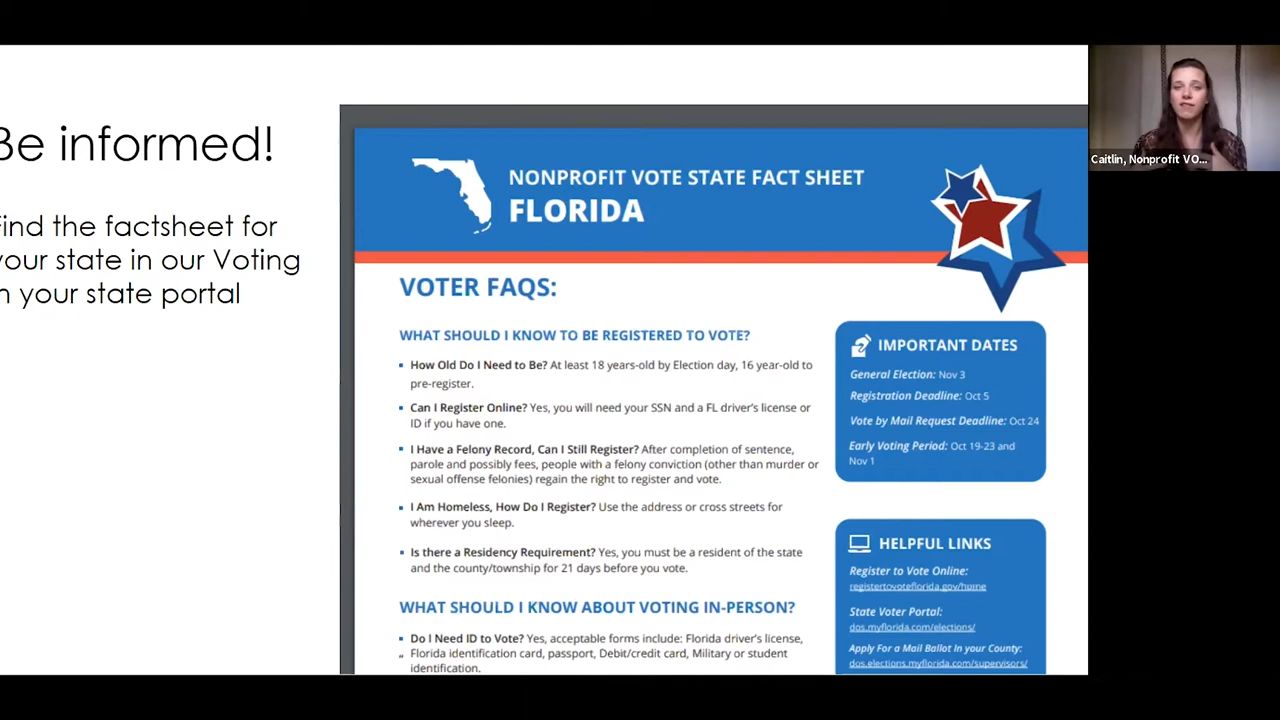 Be informed!
Find the factsheet for
your state in our Voting
n your state portal
NONPROFIT VOTE STATE FACT SHEET
FLORIDA
VOTER FAQS:
WHAT SHOULD I KNOW TO BE REGISTERED TO VOTE?
▪ How Old Do I Need to Be? At least 18 years-old by Election day, 16 year-old to
pre-register.
▪ Can I Register Online? Yes, you will need your SSN and a FL driver's license or
ID if you have one.
▪ I Have a Felony Record, Can I Still Register? After completion of sentence,
parole and possibly fees, people with a felony conviction (other than murder or
sexual offense felonies) regain the right to register and vote.
▪ I Am Homeless, How Do I Register? Use the address or cross streets for
wherever you sleep.
▪ Is there a Residency Requirement? Yes, you must be a resident of the state
and the county/township for 21 days before you vote.
WHAT SHOULD I KNOW ABOUT VOTING IN-PERSON?
▪ Do I Need ID to Vote? Yes, acceptable forms include: Florida driver's license,
Florida identification card, passport, Debit/credit card, Military or student
identification.
IMPORTANT DATES
General Election: Nov 3
Registration Deadline: Oct 5
Vote by Mail Request Deadline: Oct 24
Early Voting Period: Oct 19-23 and
Nov 1
HELPFUL LINKS
Register to Vote Online:
registertovoteflorida.gov/home
State Voter Portal:
dos.myflorida.com/elections/
Apply For a Mail Ballot In your County:
dos.elections.myflorida.com/supervisors/
Caitlin, Nonprofit VO...